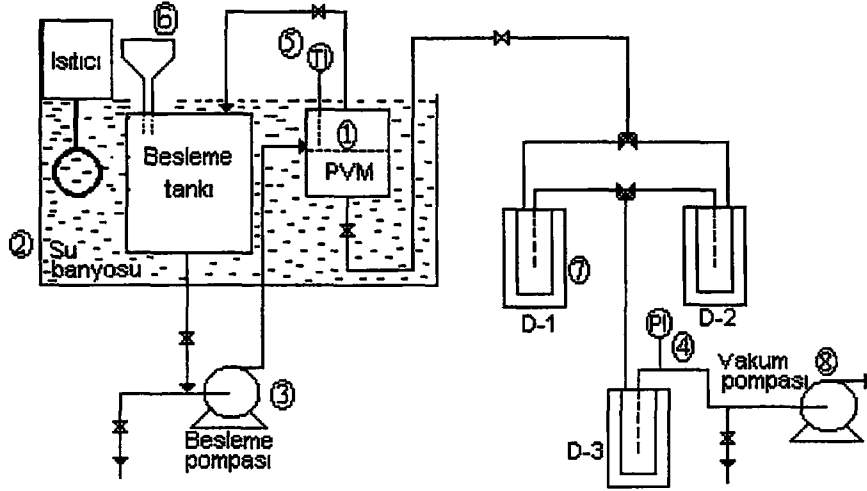 Isıtıcı
⑥
⑤
TI
Besleme
tankı
①
PVM
②
Su
banyosu
⑦
D-1
D-2
PI
④
Vakum
pompası
⑧
③
Besleme
pompası
D-3